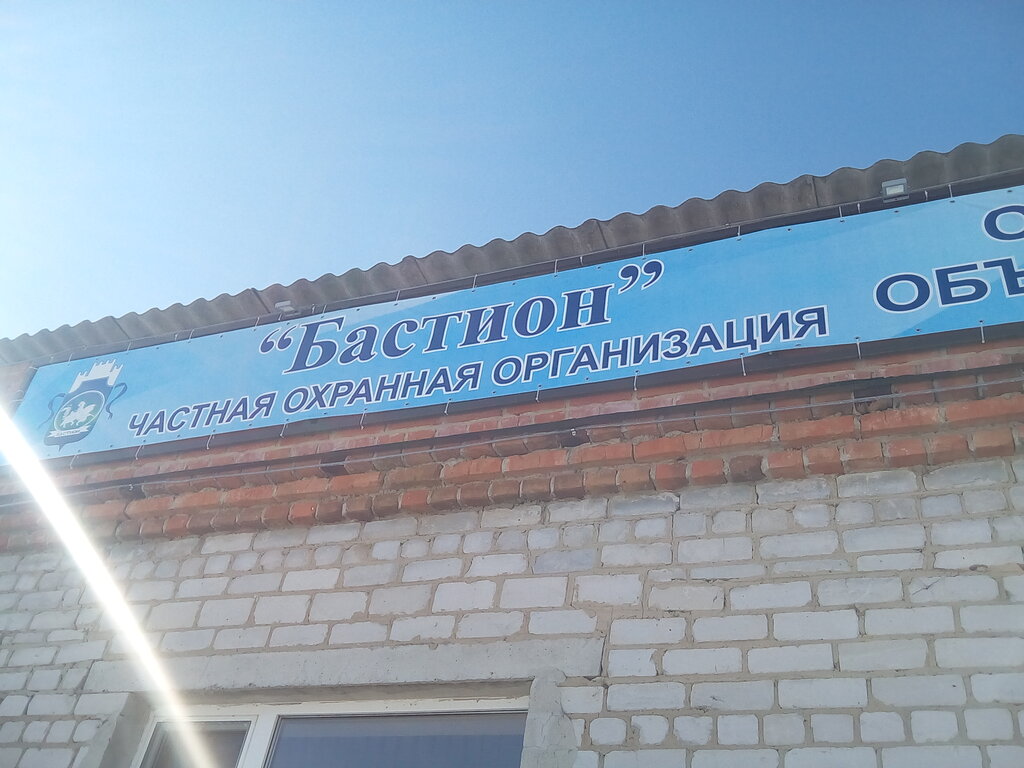 “Бастион”
ЧАСТНАЯ ОХРАННАЯ ОРГАНИЗАЦИЯ